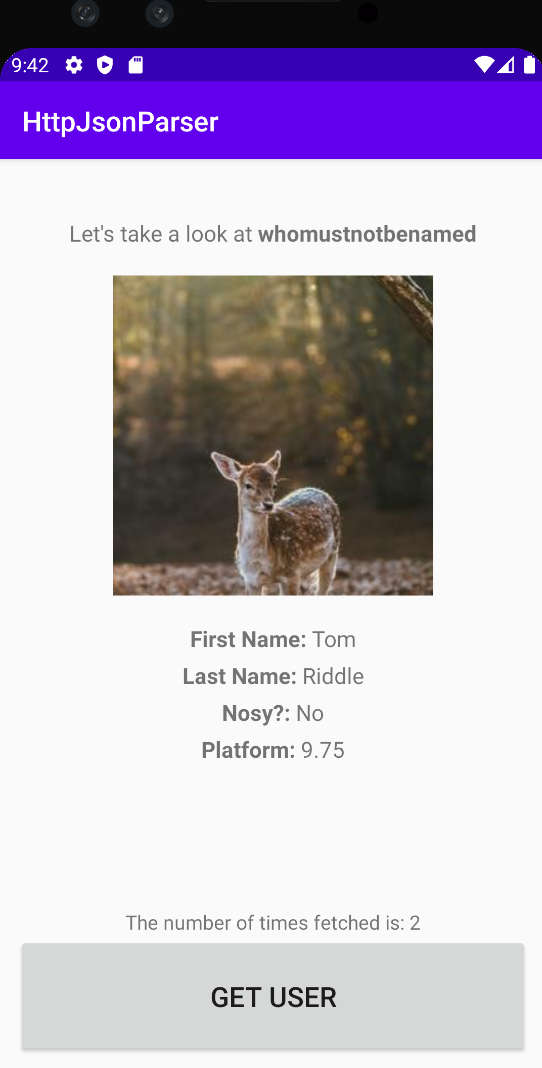 9:42
HttpJsonParser
Let's take a look at whomustnotbenamed
First Name: Tom
Last Name: Riddle
Nosy?: No
Platform: 9.75
The number of times fetched is: 2
GET USER